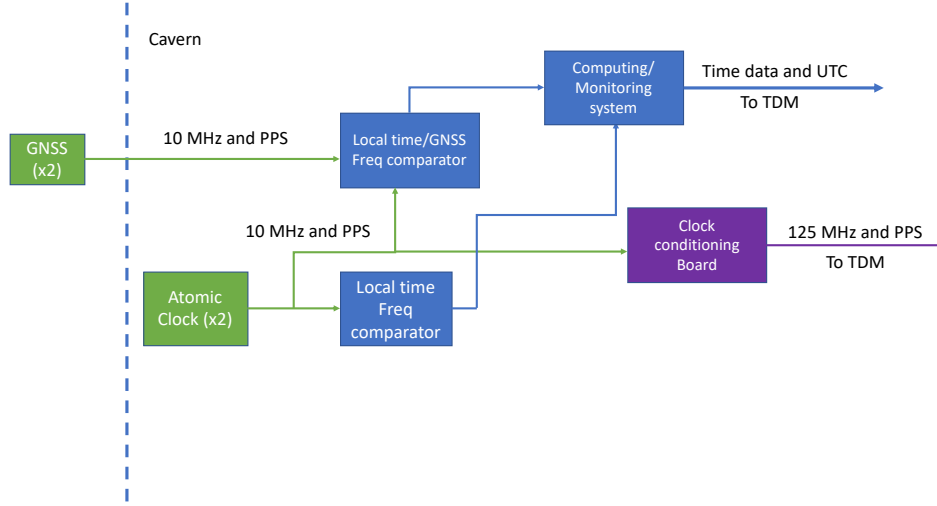 Cavern
Computing/
Monitoring
system
Time data and UTC
To TDM
GNSS
(x2)
10 MHz and PPS
Local time/GNSS
Freq comparator
10 MHz and PPS
Clock
conditioning
Board
125 MHz and PPS
To TDM
Atomic
Clock (x2)
Local time
Freq
comparator